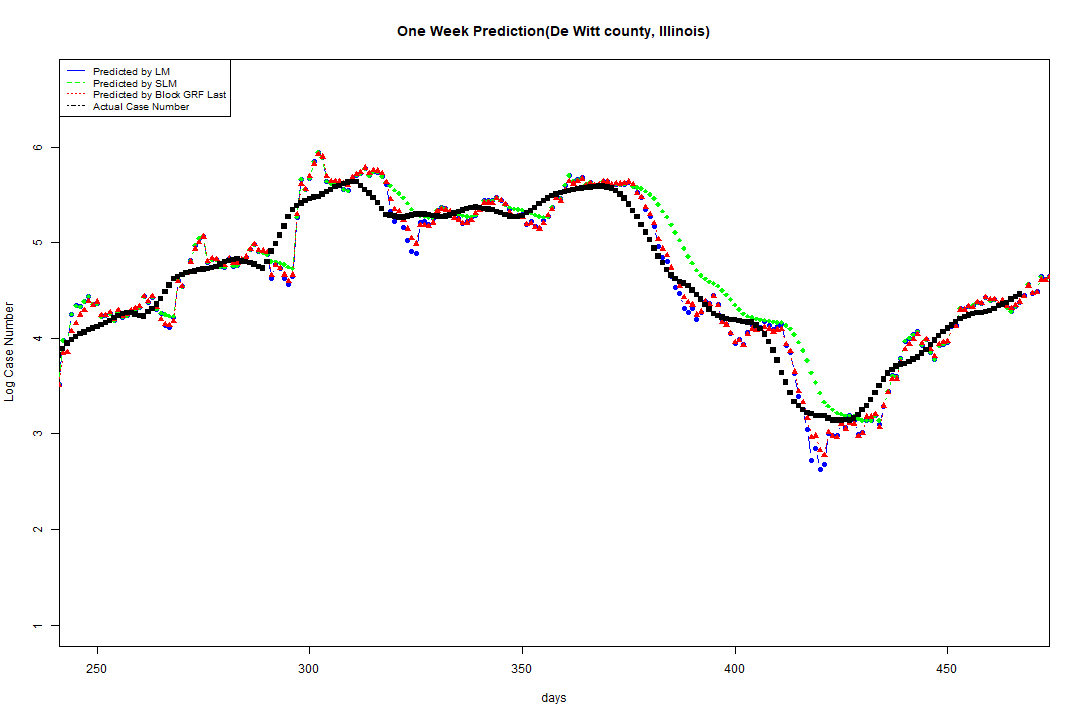 One Week Prediction(De Witt county, Illinois)
Predicted by LM
Predicted by SLM
Predicted by Block GRF Last
Actual Case Number
6
5
4
3
2
1
Log Case Number
250 300 350 400 450
days